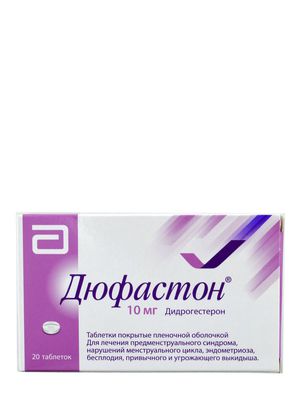 Дюфастон®
10 мг Дидрогестерон
Таблетки покрытые пленочной оболочкой
Для лечения предменструального синдрома,
нарушений менструального цикла, эндометриоза,
бесплодия, привычного и угрожающего выкидыша.
20 таблеток